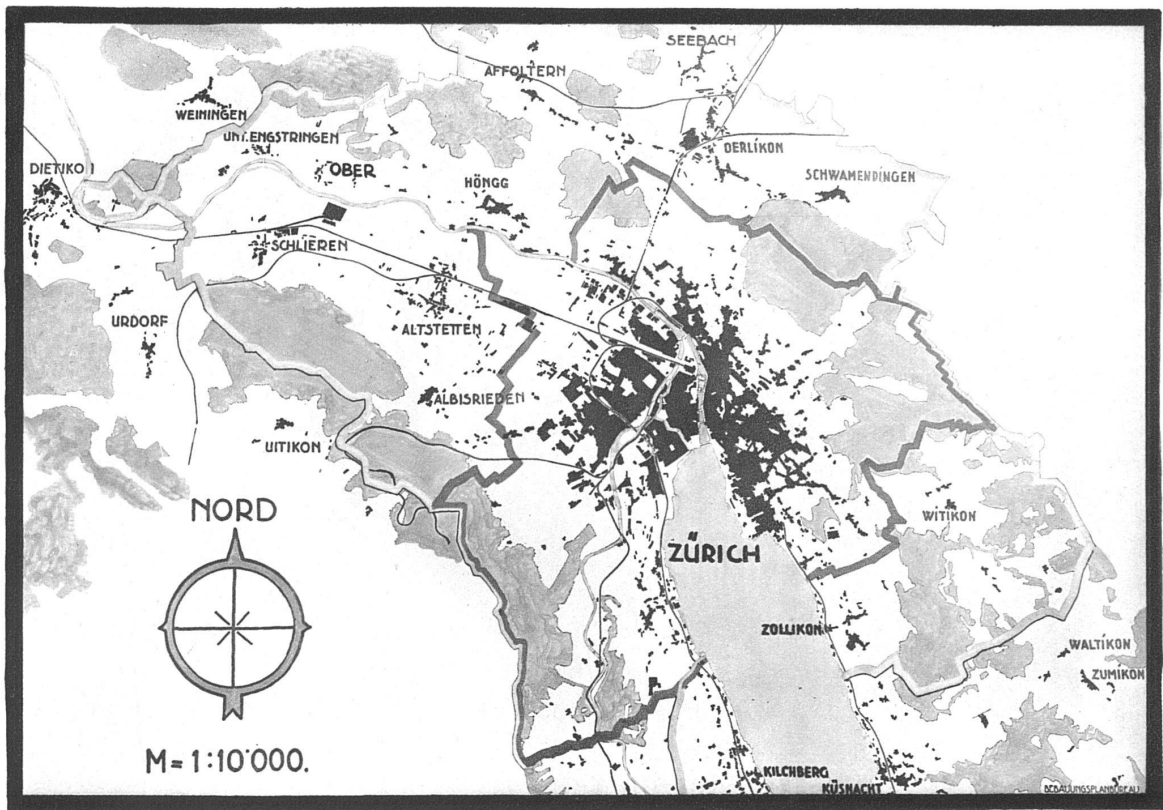 SEEBACH
AFFOLTERN
WEININGEN
UNT. ENGSTRINGEN
OERLIKON
DIETIKON
OBER
HÖNGG
SCHWAMENDINGEN
SCHLIEREN
URDORF
ALTSTETTEN
ALBISRIEDEN
UITIKON
NORD
WITIKON
ZÜRICH
ZOLLIKON
WALTIKON
ZUMIKON
M = 1:10'000.
KILCHBERG
KÜSNACHT
BEBAUUNGSPLANBUREAU